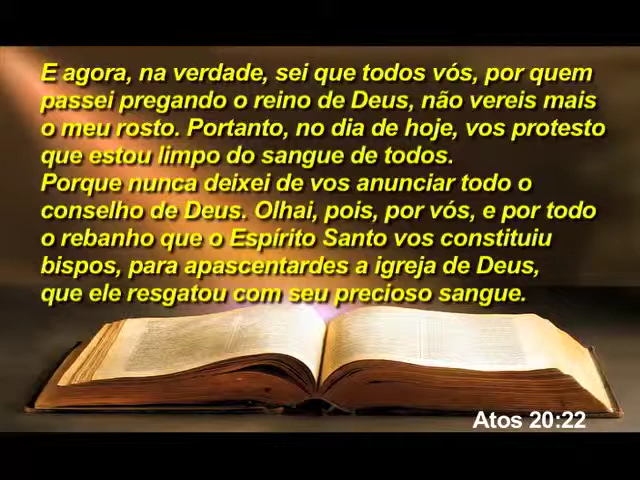 E agora, na verdade, sei que todos vós, por quem
passei pregando o reino de Deus, não vereis mais
o meu rosto. Portanto, no dia de hoje, vos protesto
que estou limpo do sangue de todos.
Porque nunca deixei de vos anunciar todo o
conselho de Deus. Olhai, pois, por vós, e por todo
o rebanho que o Espírito Santo vos constituiu
bispos, para apascentardes a igreja de Deus,
que ele resgatou com seu precioso sangue.
Atos 20:22